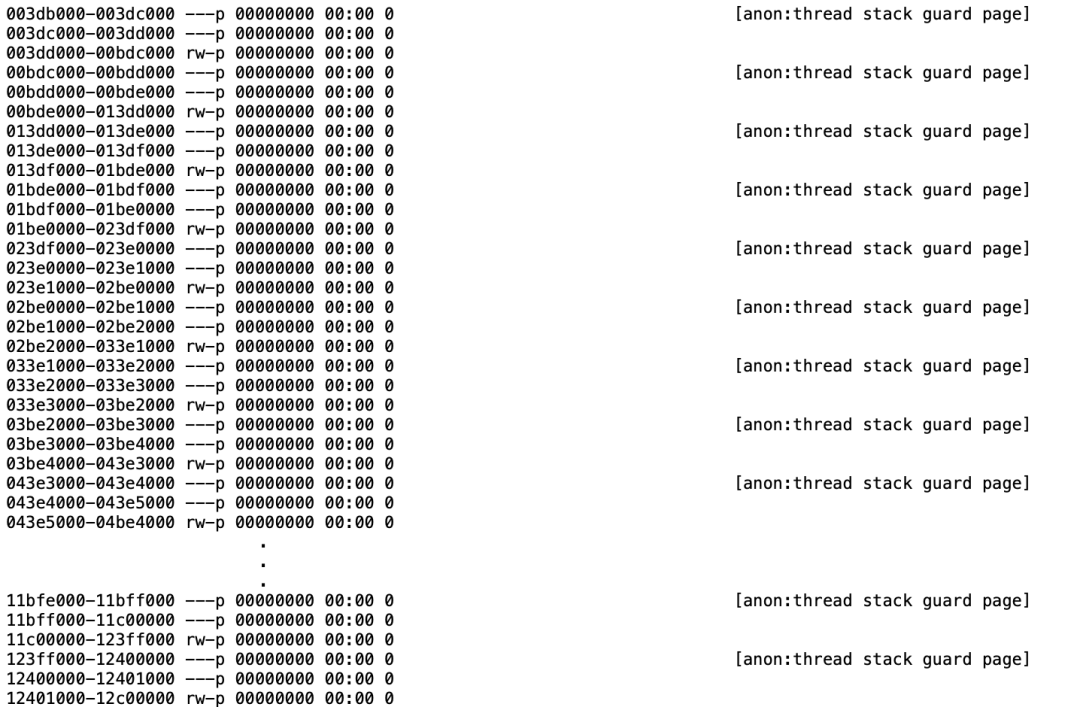 003db000-003dc000 ---p 00000000 00:00 0 [anon:thread stack guard page]
003dc000-003dd000 ---p 00000000 00:00 0
003dd000-00bdc000 rw-p 00000000 00:00 0
00bdc000-00bdd000 ---p 00000000 00:00 0 [anon:thread stack guard page]
00bdd000-00bde000 ---p 00000000 00:00 0
00bde000-013dd000 rw-p 00000000 00:00 0
013dd000-013de000 ---p 00000000 00:00 0 [anon:thread stack guard page]
013de000-013df000 ---p 00000000 00:00 0
013df000-01bde000 rw-p 00000000 00:00 0
01bde000-01bdf000 ---p 00000000 00:00 0 [anon:thread stack guard page]
01bdf000-01be0000 ---p 00000000 00:00 0
01be0000-023df000 rw-p 00000000 00:00 0
023df000-023e0000 ---p 00000000 00:00 0 [anon:thread stack guard page]
023e0000-023e1000 ---p 00000000 00:00 0
023e1000-02be0000 rw-p 00000000 00:00 0
02be0000-02be1000 ---p 00000000 00:00 0 [anon:thread stack guard page]
02be1000-02be2000 ---p 00000000 00:00 0
02be2000-033e1000 rw-p 00000000 00:00 0
033e1000-033e2000 ---p 00000000 00:00 0 [anon:thread stack guard page]
033e2000-033e3000 ---p 00000000 00:00 0
033e3000-03be2000 rw-p 00000000 00:00 0
03be2000-03be3000 ---p 00000000 00:00 0 [anon:thread stack guard page]
03be3000-03be4000 ---p 00000000 00:00 0
03be4000-043e3000 rw-p 00000000 00:00 0
043e3000-043e4000 ---p 00000000 00:00 0 [anon:thread stack guard page]
043e4000-043e5000 ---p 00000000 00:00 0
043e5000-04be4000 rw-p 00000000 00:00 0
.
.
.
11bfe000-11bff000 ---p 00000000 00:00 0 [anon:thread stack guard page]
11bff000-11c00000 ---p 00000000 00:00 0
11c00000-123ff000 rw-p 00000000 00:00 0
123ff000-12400000 ---p 00000000 00:00 0 [anon:thread stack guard page]
12400000-12401000 ---p 00000000 00:00 0
12401000-12c00000 rw-p 00000000 00:00 0